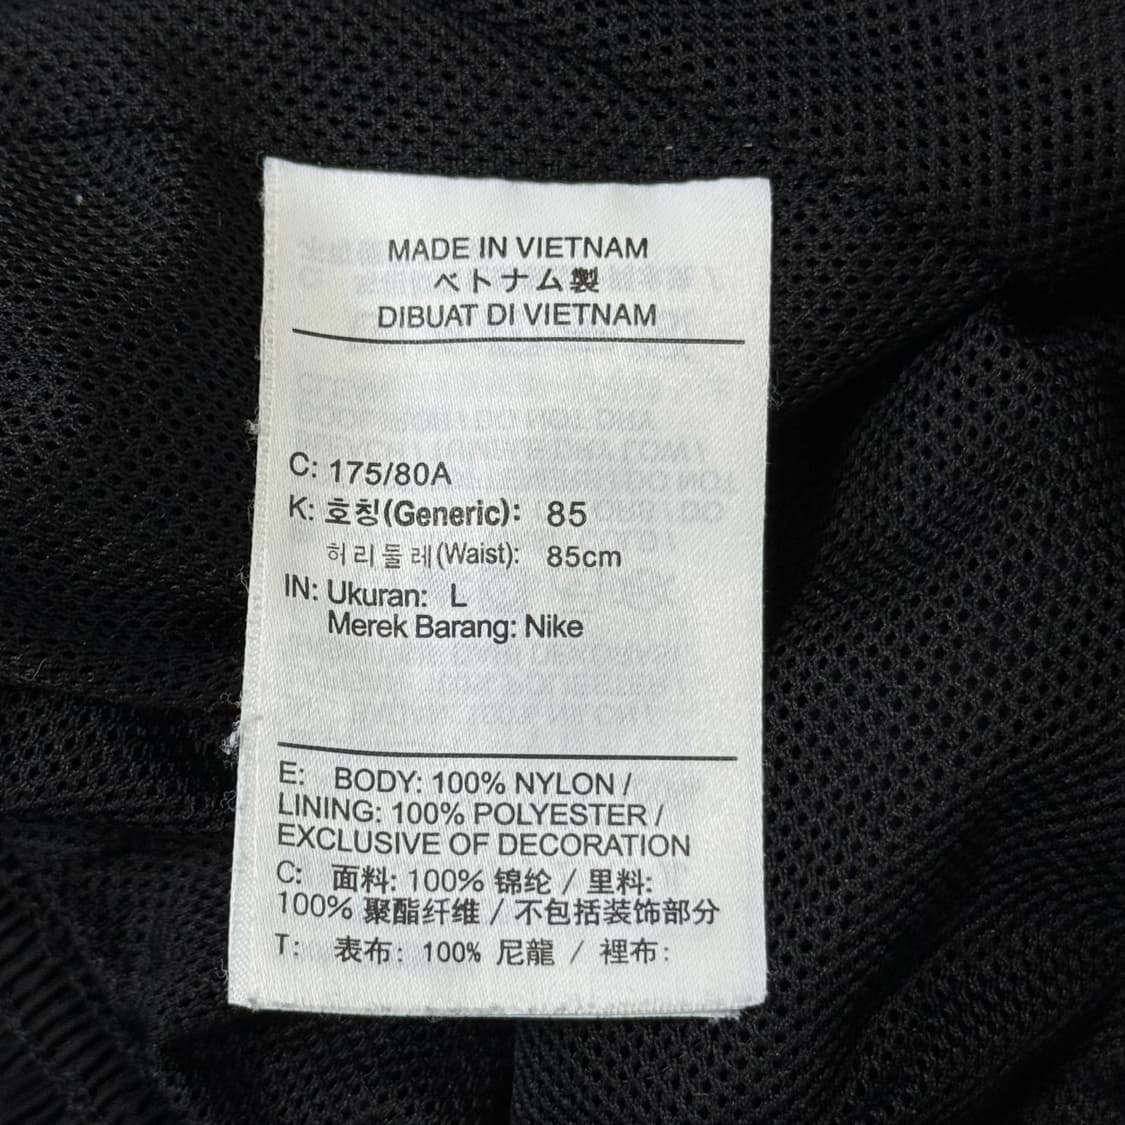 MADE IN VIETNAM
ベトナム製
DIBUAT DI VIETNAM
C: 175/80A
K: 호칭(Generic): 85
허리둘레(Waist): 85cm
IN: Ukuran: L
Merek Barang: Nike
E: BODY: 100% NYLON /
LINING: 100% POLYESTER /
EXCLUSIVE OF DECORATION
C: 面料: 100% 锦纶 / 里料:
100% 聚酯纤维 / 不包括装饰部分
T: 表布: 100% 尼龍 / 裡布: